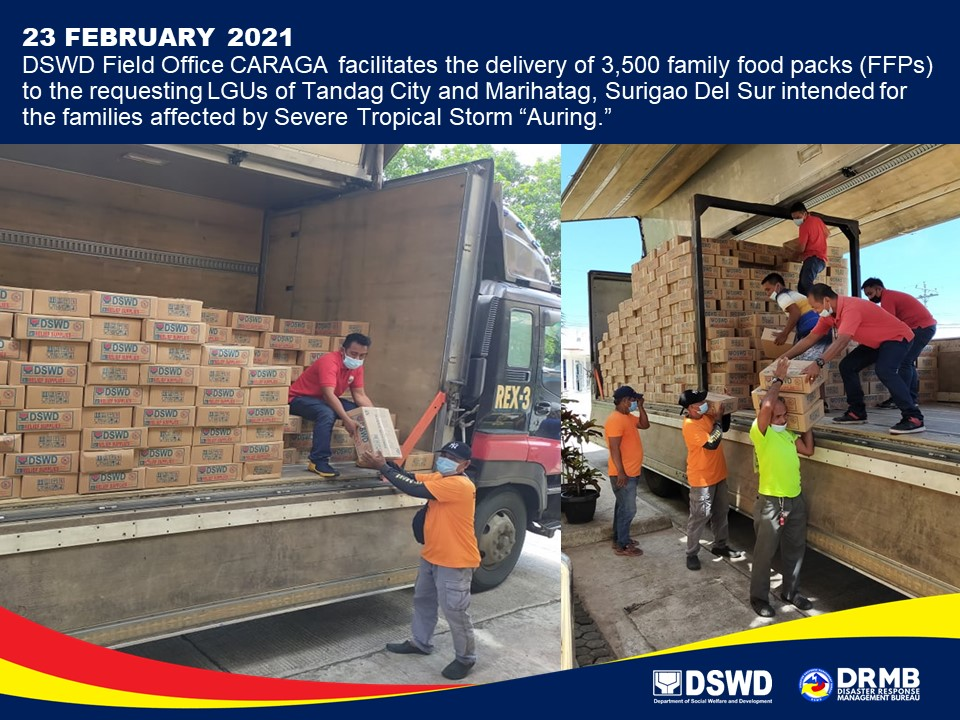 23 FEBRUARY 2021
DSWD Field Office CARAGA facilitates the delivery of 3,500 family food packs (FFPs)
to the requesting LGUs of Tandag City and Marihatag, Surigao Del Sur intended for
the families affected by Severe Tropical Storm “Auring.”
DSWD
RELIEF SUPPLIES
REX-3
DSWD
Department of Social Welfare and Development
DRMB
DISASTER RESPONSE
MANAGEMENT BUREAU